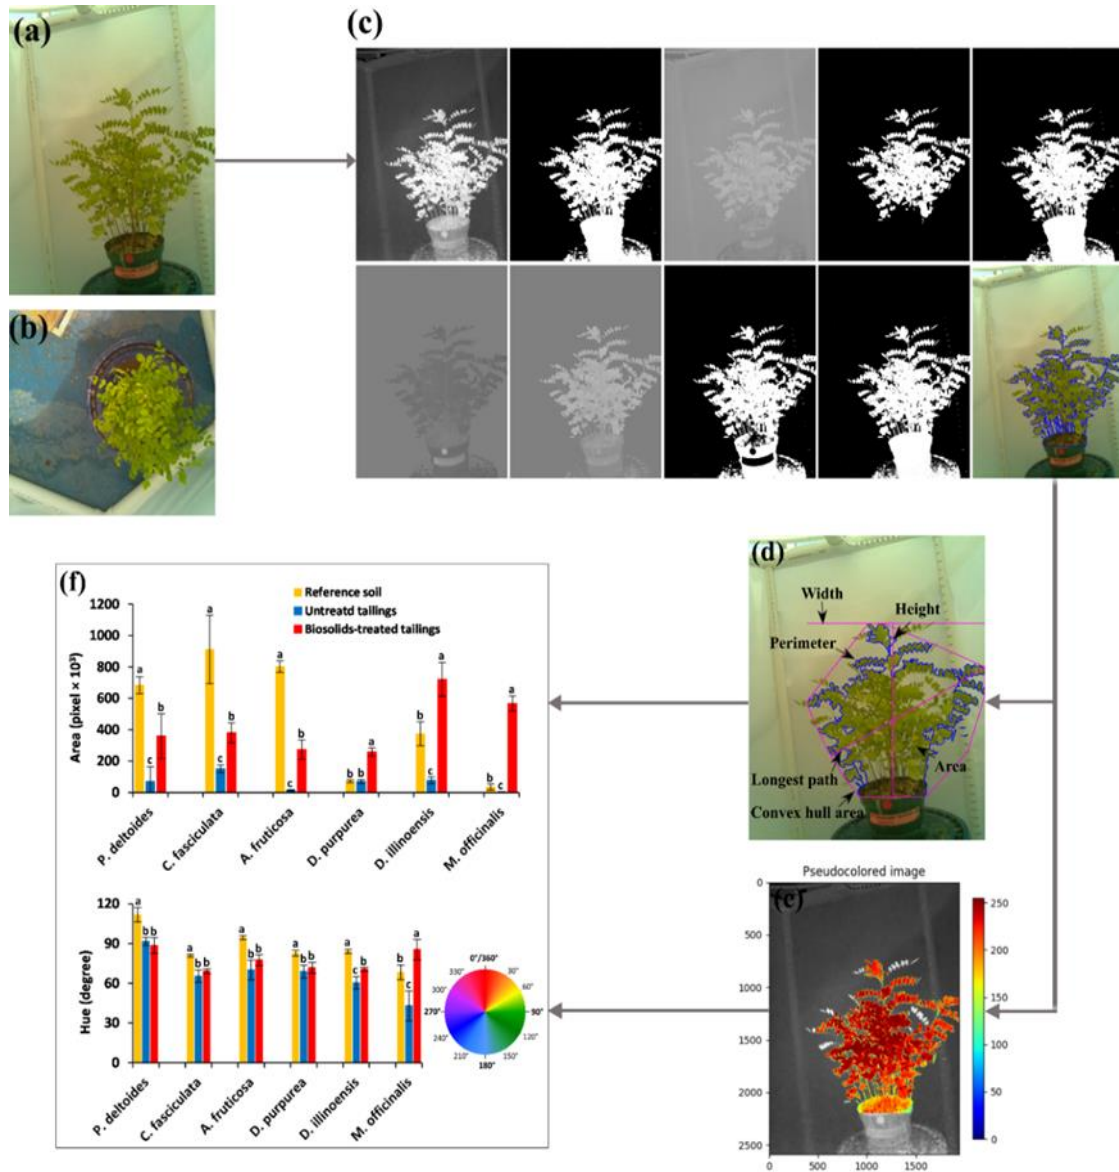 (a)
(c)
(b)
(d)
Width
Height
Perimeter
Longest path
Area
Convex hull area
(f)
Reference soil
Untreatd tailings
Biosolids-treated tailings
Area (pixel × 10³)
1200
1000
800
600
400
200
0
a c b
a c b
a c b
b b a
b c a
b c a
P. deltoides
C. fasciculata
A. fruticosa
D. purpurea
D. illinoensis
M. officinalis
Hue (degree)
120
90
60
30
0
a b b
a b b
a b b
a b b
a c b
b c a
P. deltoides
C. fasciculata
A. fruticosa
D. purpurea
D. illinoensis
M. officinalis
0°/360°
30°
60°
90°
120°
150°
180°
210°
240°
270°
300°
330°
Pseudocolored image
(e)
0
500
1000
1500
2000
2500
0 500 1000 1500
250
200
150
100
50
0